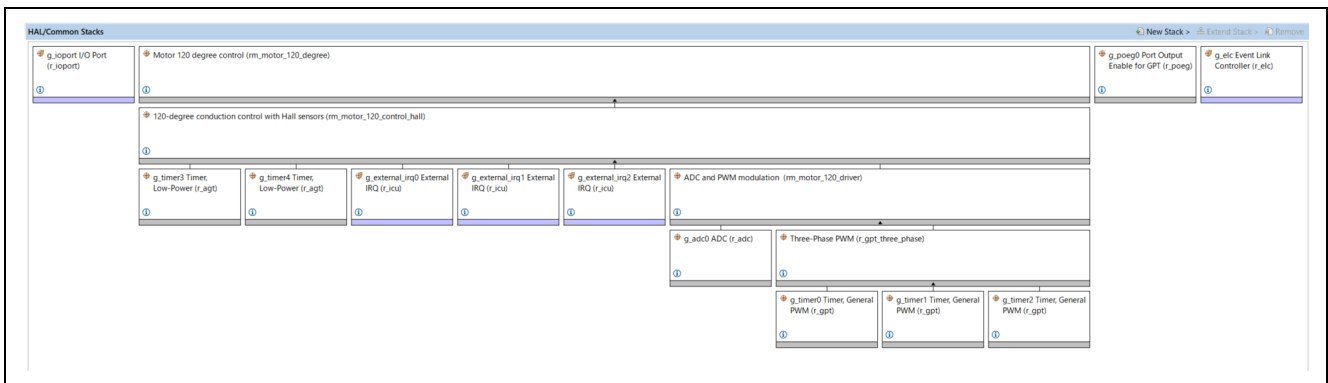 HAL/Common Stacks
New Stack >
Extend Stack >
Remove
g_ioport I/O Port
(r_ioport)
Motor 120 degree control (rm_motor_120_degree)
g_poeg0 Port Output
Enable for GPT (r_poeg)
g_elc Event Link
Controller (r_elc)
120-degree conduction control with Hall sensors (rm_motor_120_control_hall)
g_timer3 Timer,
Low-Power (r_agt)
g_timer4 Timer,
Low-Power (r_agt)
g_external_irq0 External
IRQ (r_icu)
g_external_irq1 External
IRQ (r_icu)
g_external_irq2 External
IRQ (r_icu)
ADC and PWM modulation (rm_motor_120_driver)
g_adc0 ADC (r_adc)
Three-Phase PWM (r_gpt_three_phase)
g_timer0 Timer, General
PWM (r_gpt)
g_timer1 Timer, General
PWM (r_gpt)
g_timer2 Timer, General
PWM (r_gpt)